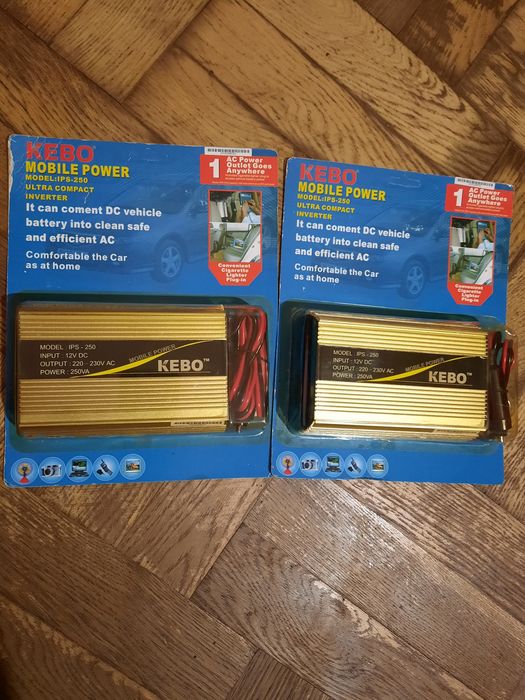 KEBO
MOBILE POWER
MODEL:IPS-250
ULTRA COMPACT
INVERTER
It can coment DC vehicle
battery into clean safe
and efficient AC
Comfortable the Car
as at home
1
AC Power
Outlet Goes
Anywhere
Convenient
Cigarette
Lighter
Plug-in
MODEL : IPS - 250
INPUT : 12V DC
OUTPUT : 220 - 230V AC
POWER : 250VA
MOBILE POWER
KEBO™
KEBO
MOBILE POWER
MODEL:IPS-250
ULTRA COMPACT
INVERTER
It can coment DC vehicle
battery into clean safe
and efficient AC
Comfortable the Car
as at home
1
AC Power
Outlet Goes
Anywhere
Convenient
Cigarette
Lighter
Plug-in
MODEL : IPS - 250
INPUT : 12V DC
OUTPUT : 220 - 230V AC
POWER : 250VA
MOBILE POWER
KEBO™